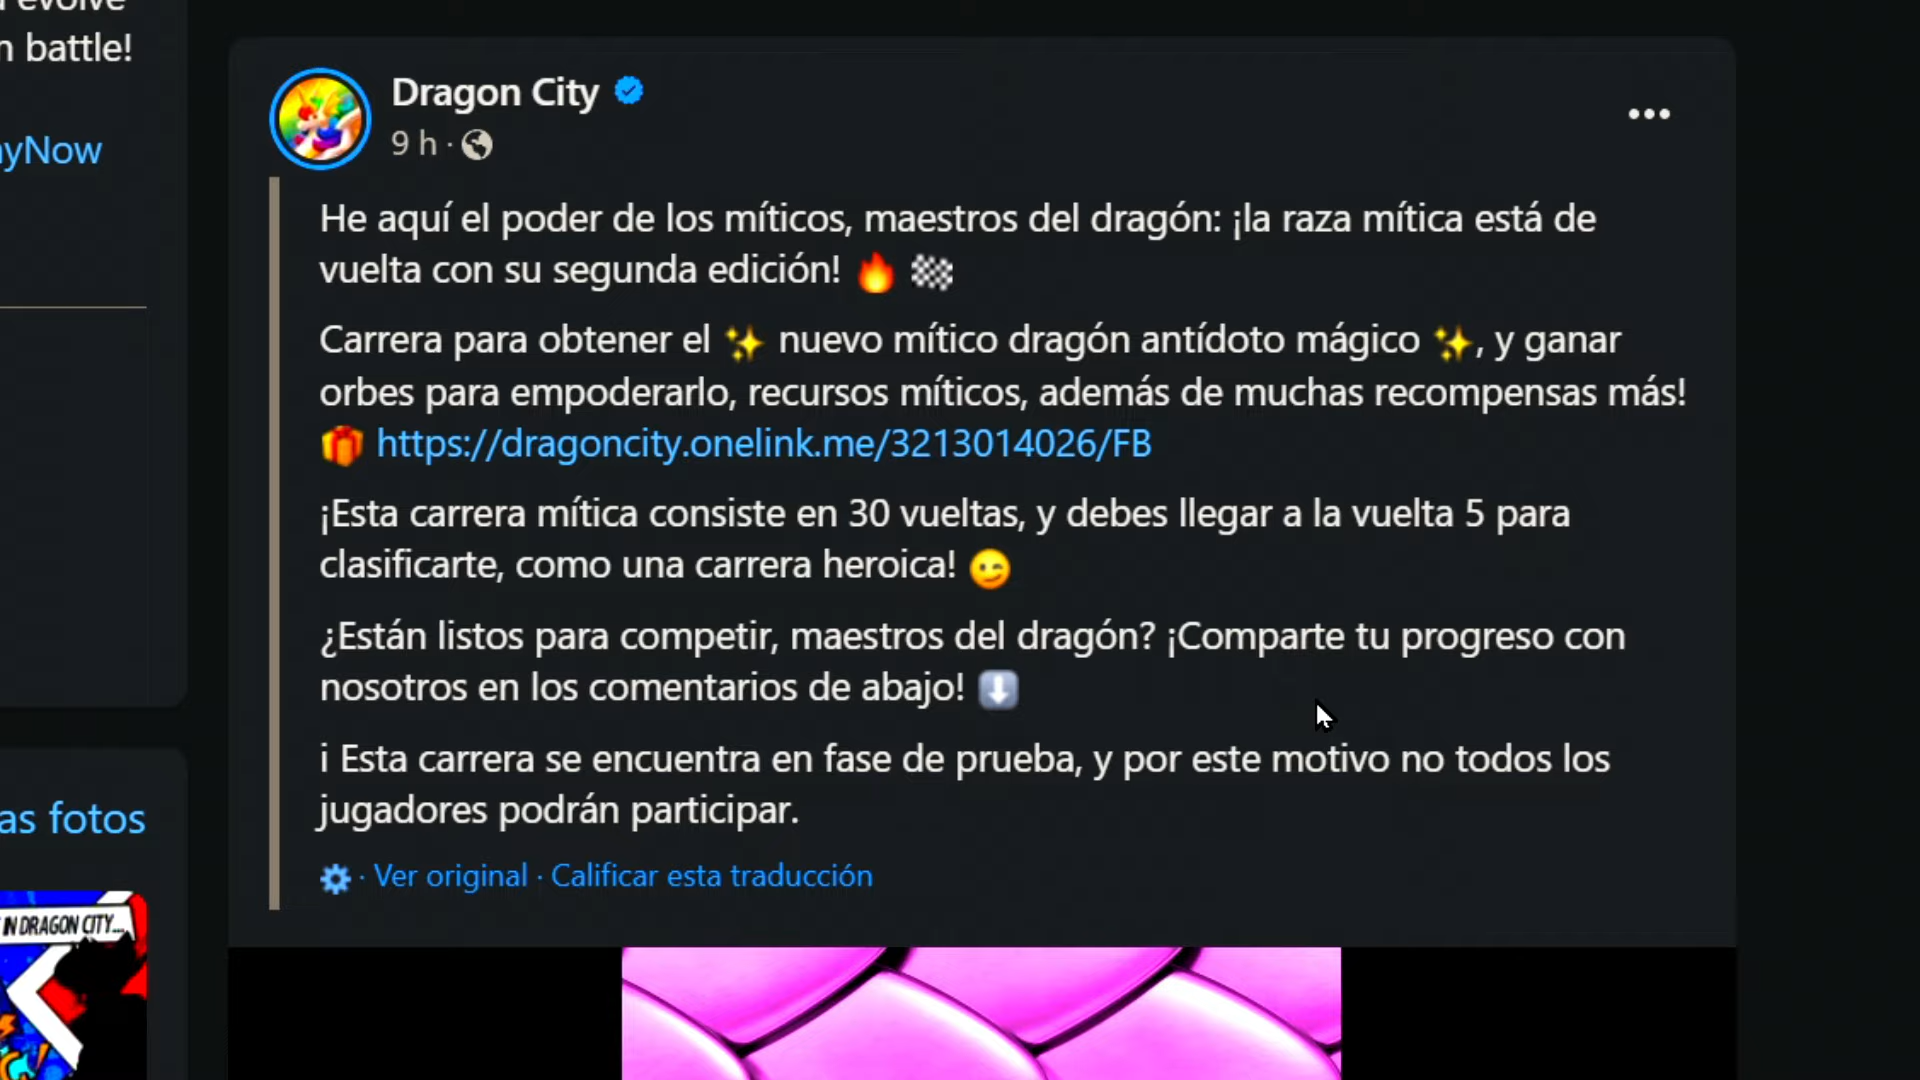 evolve
n battle!
ayNow
as fotos
IN DRAGON CITY...
Dragon City
9 h ·
He aquí el poder de los míticos, maestros del dragón: ¡la raza mítica está de
vuelta con su segunda edición! 🔥 🏁
Carrera para obtener el ✨ nuevo mítico dragón antídoto mágico ✨, y ganar
orbes para empoderarlo, recursos míticos, además de muchas recompensas más!
🎁 https://dragoncity.onelink.me/3213014026/FB
¡Esta carrera mítica consiste en 30 vueltas, y debes llegar a la vuelta 5 para
clasificarte, como una carrera heroica! 😉
¿Están listos para competir, maestros del dragón? ¡Comparte tu progreso con
nosotros en los comentarios de abajo! ⬇️
i Esta carrera se encuentra en fase de prueba, y por este motivo no todos los
jugadores podrán participar.
· Ver original · Calificar esta traducción